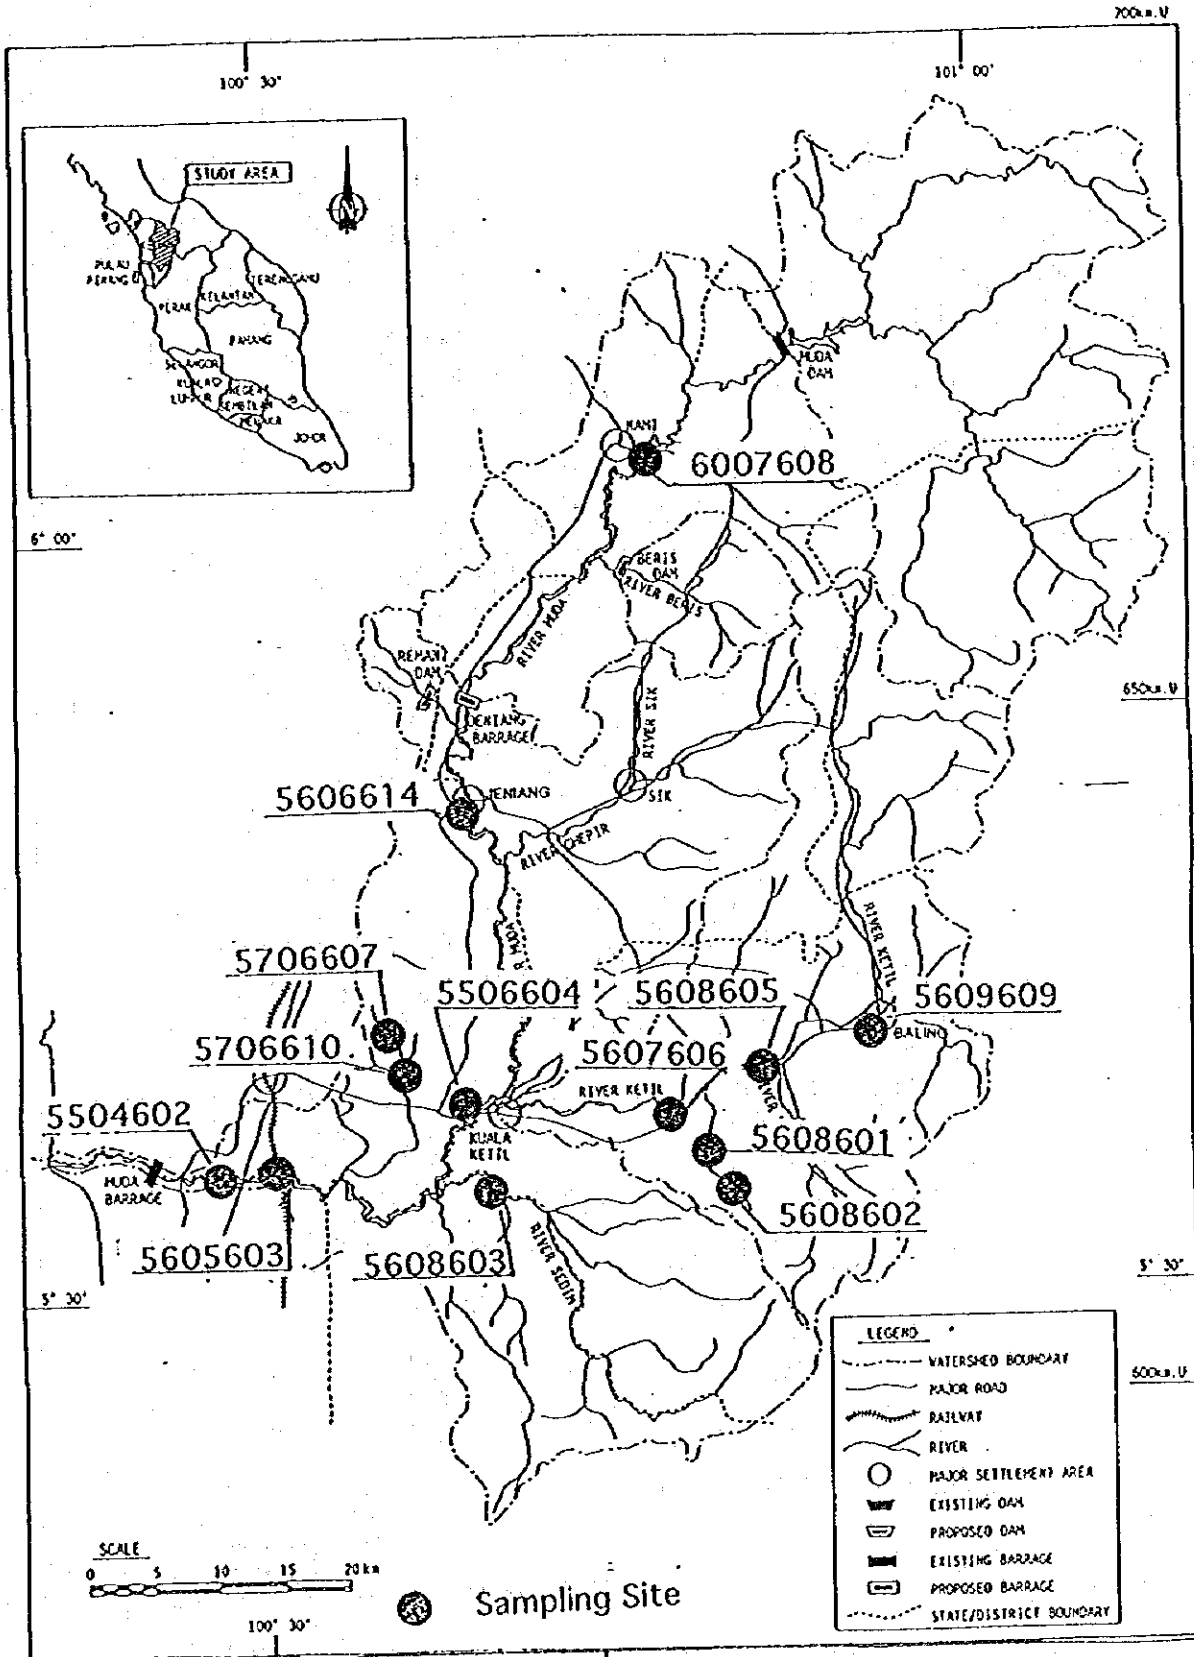 700km.N
100° 30'
101° 00'
STUDY AREA
N
PULAU
PENANG
PERAK
KELANTAN
TERENGGANU
PAHANG
SELANGOR
KUALA
LUMPUR
NEGERI
SEMBILAN
MELAKA
JOHOR
MUDA
DAM
NAMI
6007608
6° 00'
BERIS
DAM
RIVER BERIS
RIVER MUDA
DAM
JENIANG
BARRAGE
RIVER SIK
650km.N
5606614
JENIANG
SIK
RIVER CHEPIR
R. MUDA
RIVER KETIL
5706607
5506604
5608605
5609609
BALING
5706610
5607606
RIVER KETIL
RIVER
5504602
KUALA
KETIL
5608601
MUDA
BARRAGE
5608602
5605603
5608603
RIVER SEDIM
5° 30'
5° 30'
LEGEND
WATERSHED BOUNDARY
MAJOR ROAD
600km.N
RAILWAY
RIVER
MAJOR SETTLEMENT AREA
EXISTING DAM
PROPOSED DAM
EXISTING BARRAGE
PROPOSED BARRAGE
STATE/DISTRICT BOUNDARY
SCALE
0 5 10 15 20 km
Sampling Site
100° 30'